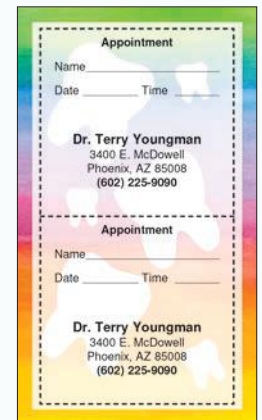 Appointment
Name
Date Time
Dr. Terry Youngman
3400 E. McDowell
Phoenix, AZ 85008
(602) 225-9090
Appointment
Name
Date Time
Dr. Terry Youngman
3400 E. McDowell
Phoenix, AZ 85008
(602) 225-9090